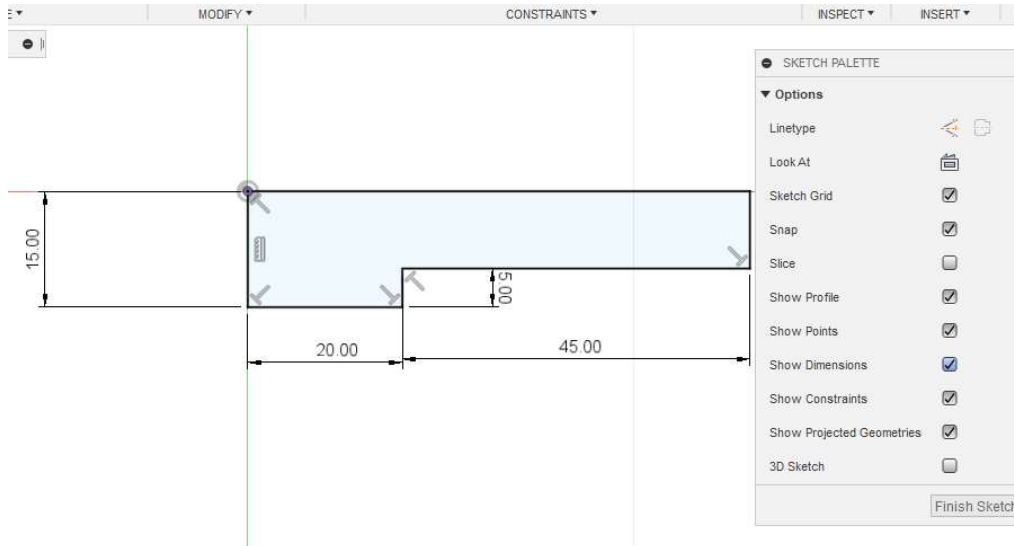 E ▾
MODIFY ▾
CONSTRAINTS ▾
INSPECT ▾
INSERT ▾
SKETCH PALETTE
▼ Options
Linetype
Look At
Sketch Grid
Snap
Slice
Show Profile
Show Points
Show Dimensions
Show Constraints
Show Projected Geometries
3D Sketch
Finish Sketch
15.00
5.00
20.00
45.00